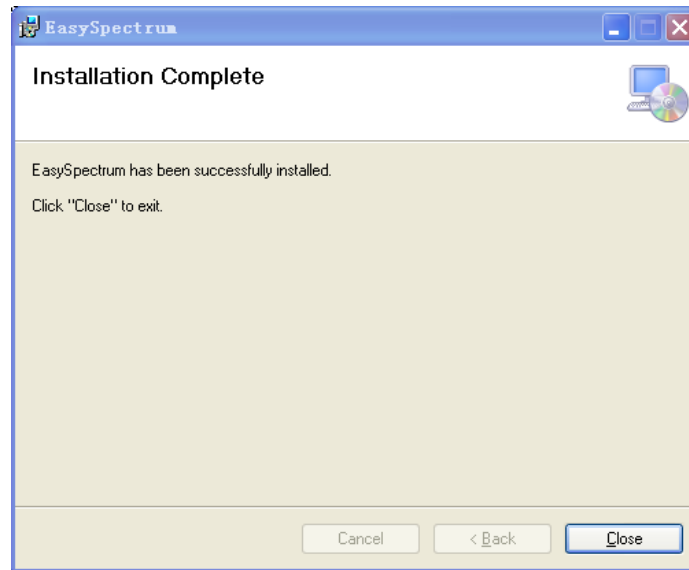 EasySpectrum
Installation Complete
EasySpectrum has been successfully installed.
Click "Close" to exit.
Cancel
< Back
Close